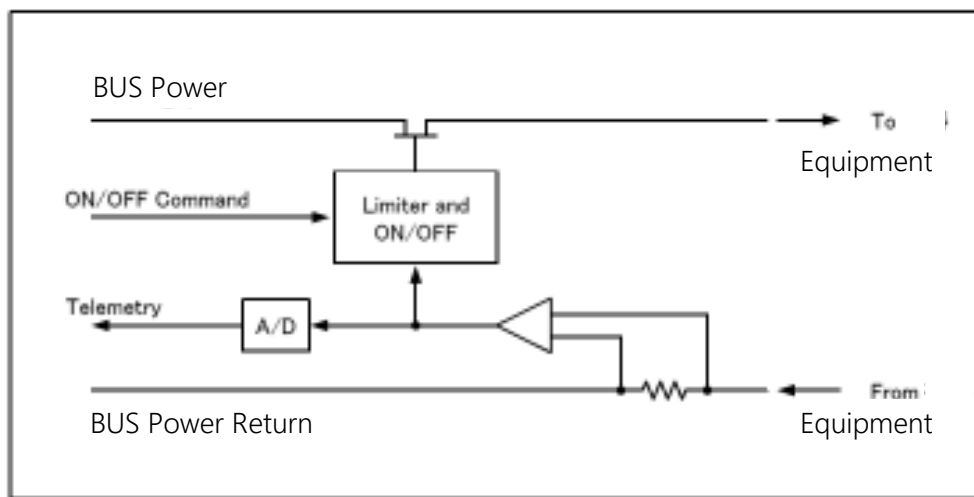 BUS Power
To
Equipment
ON/OFF Command
Limiter and
ON/OFF
Telemetry
A/D
From
BUS Power Return
Equipment